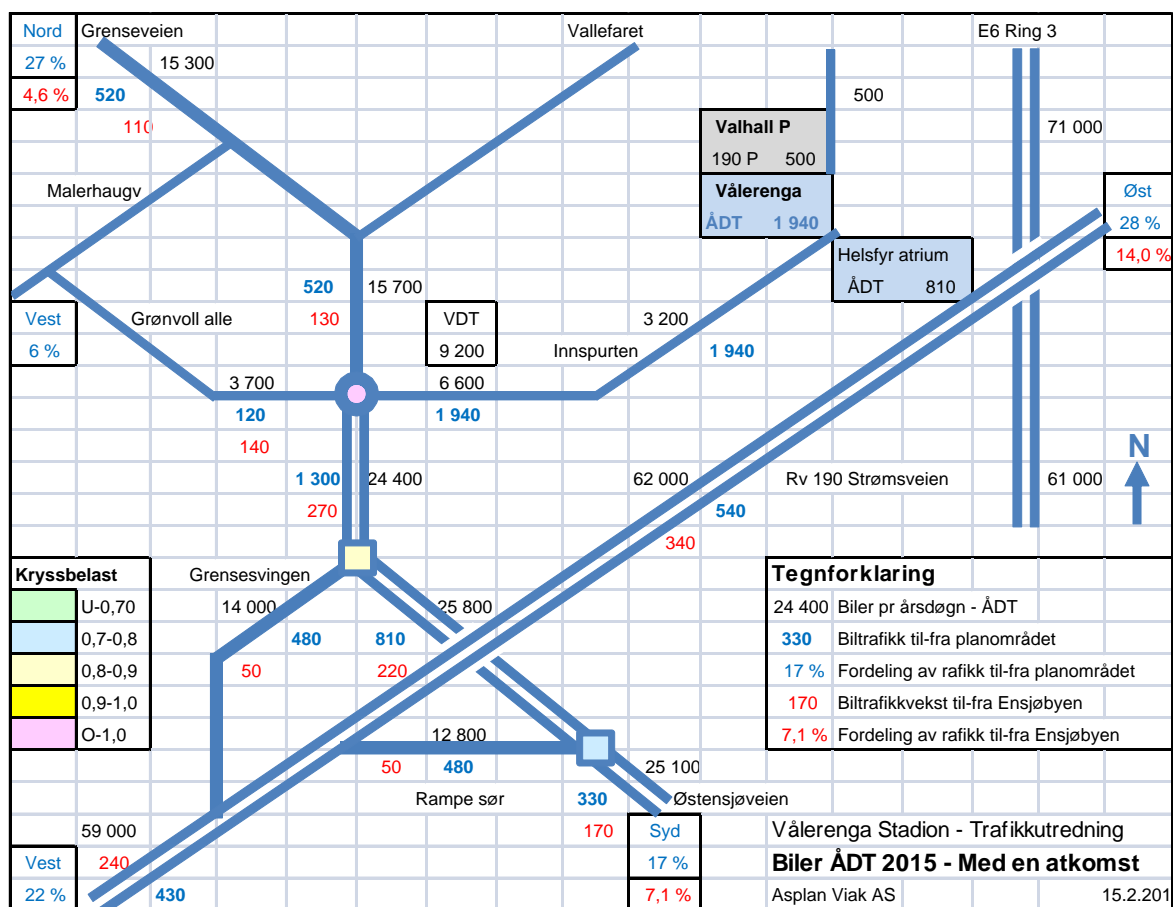 Nord Grenseveien Vallefaret E6 Ring 3
27 % 15 300
4,6 % 520 500
110 Valhall P 71 000
190 P 500
Malerhaugv Vålerenga Øst
ÅDT 1 940 28 %
Helsfyr atrium 14,0 %
520 15 700 ÅDT 810
Vest Grønvoll alle 130 VDT 3 200
6 % 9 200 Innspurten 1 940
3 700 6 600
120 1 940
140 N
1 300 24 400 62 000 Rv 190 Strømsveien 61 000
270 540
340
Kryssbelast Grensesvingen Tegnforklaring
U-0,70 14 000 25 800 24 400 Biler pr årsdøgn - ÅDT
0,7-0,8 480 810 330 Biltrafikk til-fra planområdet
0,8-0,9 50 220 17 % Fordeling av rafikk til-fra planområdet
0,9-1,0 170 Biltrafikkvekst til-fra Ensjøbyen
O-1,0 12 800 7,1 % Fordeling av rafikk til-fra Ensjøbyen
50 480 25 100
Rampe sør 330 Østensjøveien
59 000 170 Syd Vålerenga Stadion - Trafikkutredning
Vest 240 17 % Biler ÅDT 2015 - Med en atkomst
22 % 430 7,1 % Asplan Viak AS 15.2.201